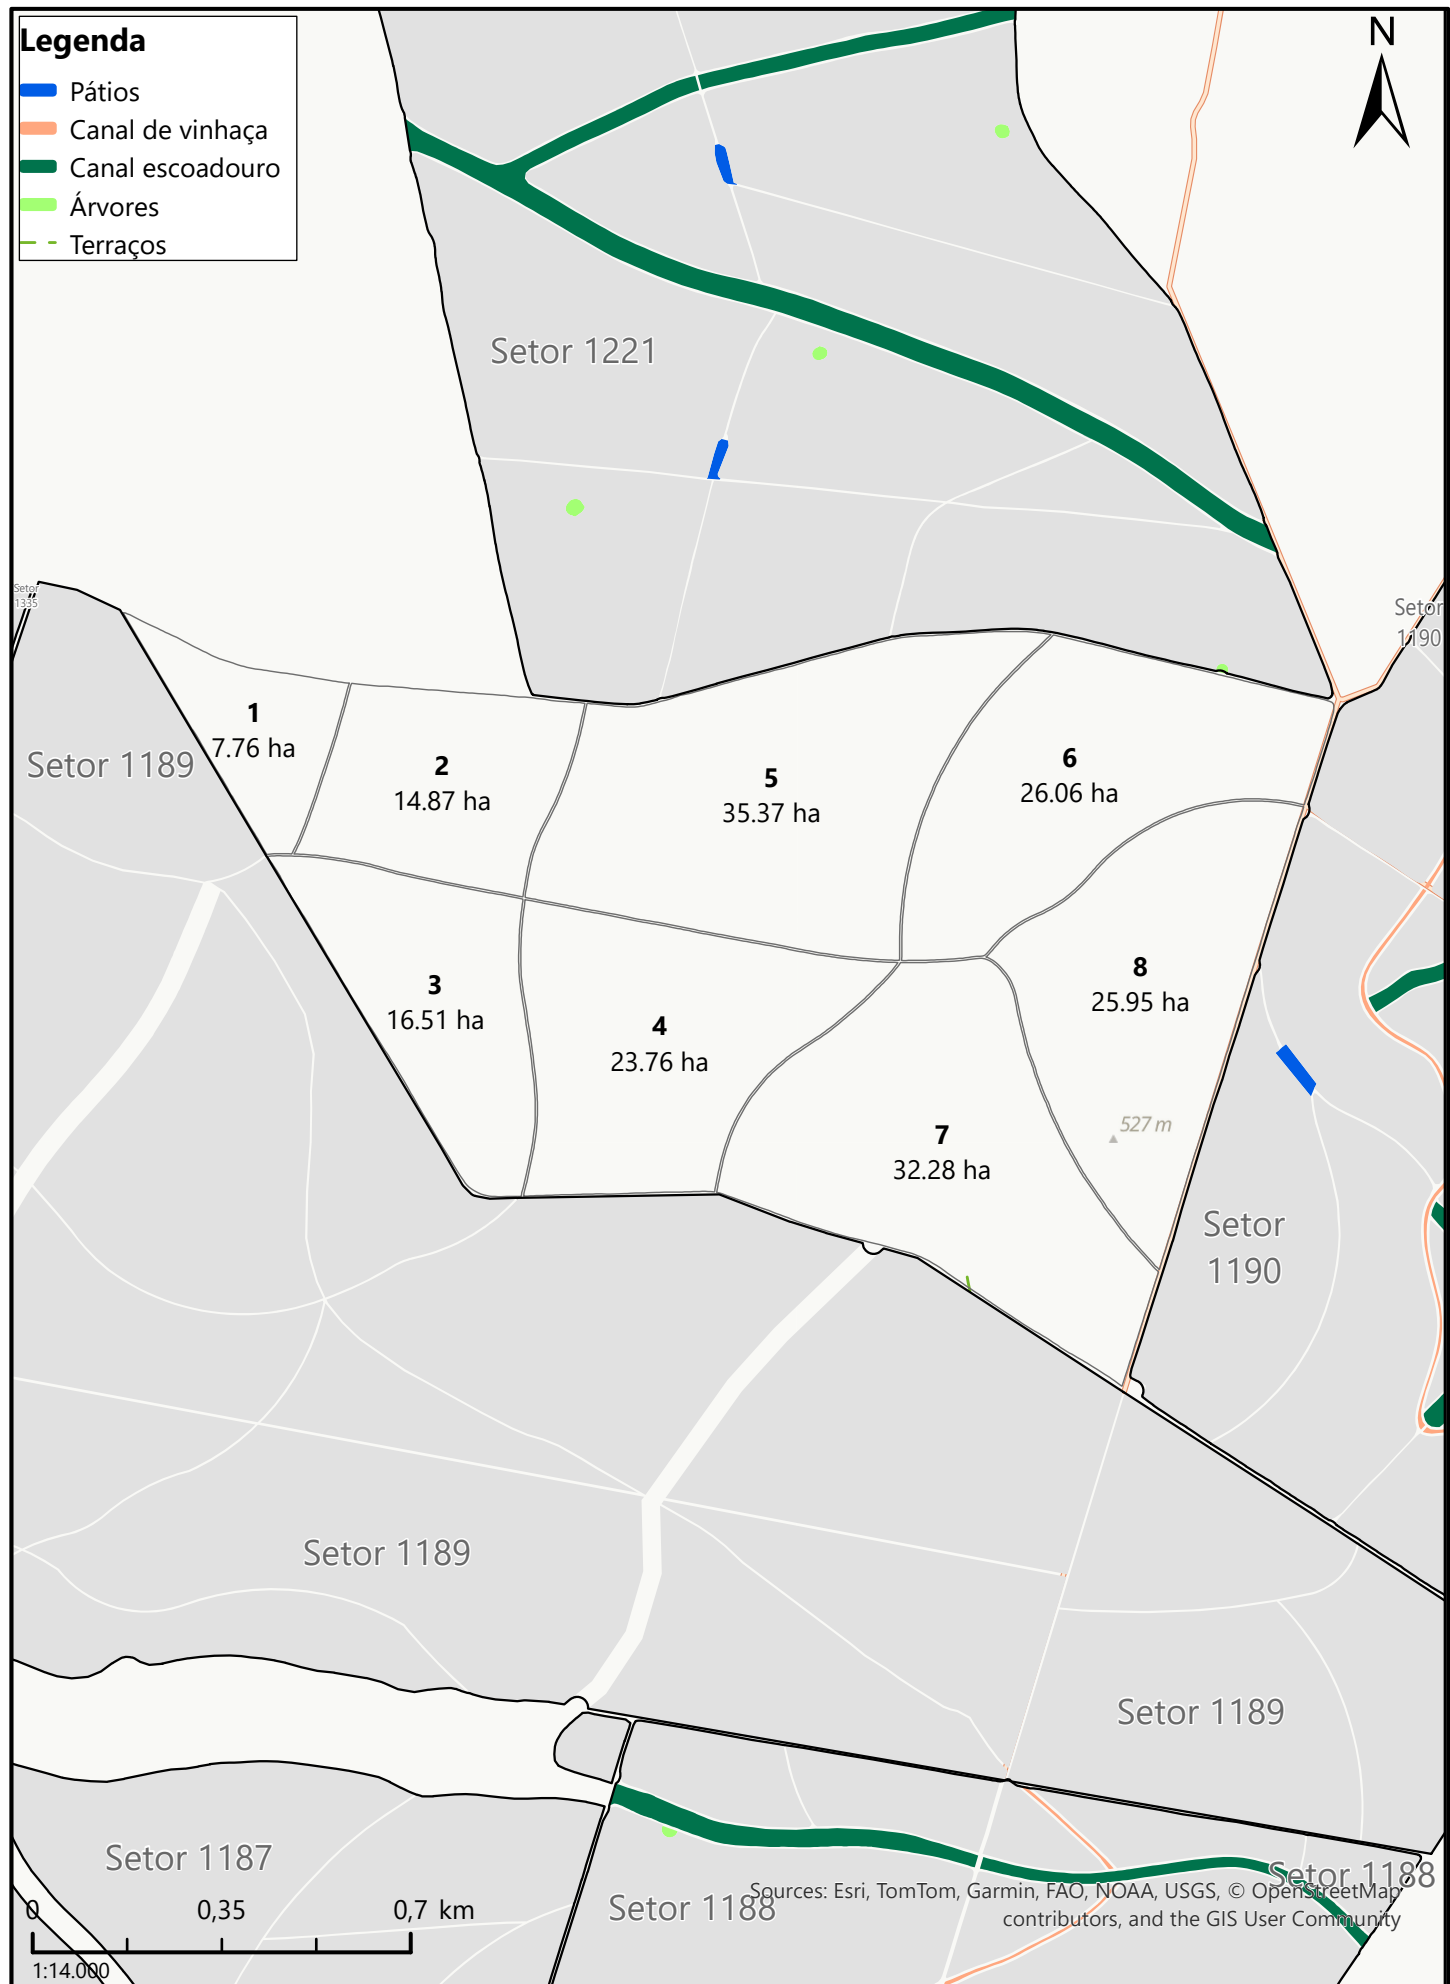 Legenda
Pátios
Canal de vinhaça
Canal escoadouro
Árvores
Terraços
N
Setor 1221
Setor
1335
Setor
1190
1
7.76 ha
Setor 1189
2
14.87 ha
5
35.37 ha
6
26.06 ha
3
16.51 ha
4
23.76 ha
8
25.95 ha
527 m
7
32.28 ha
Setor
1190
Setor 1189
Setor 1189
Setor 1187
Setor 1188
Setor 1188
Sources: Esri, TomTom, Garmin, FAO, NOAA, USGS, © OpenStreetMap
contributors, and the GIS User Community
0 0,35 0,7 km
1:14.000